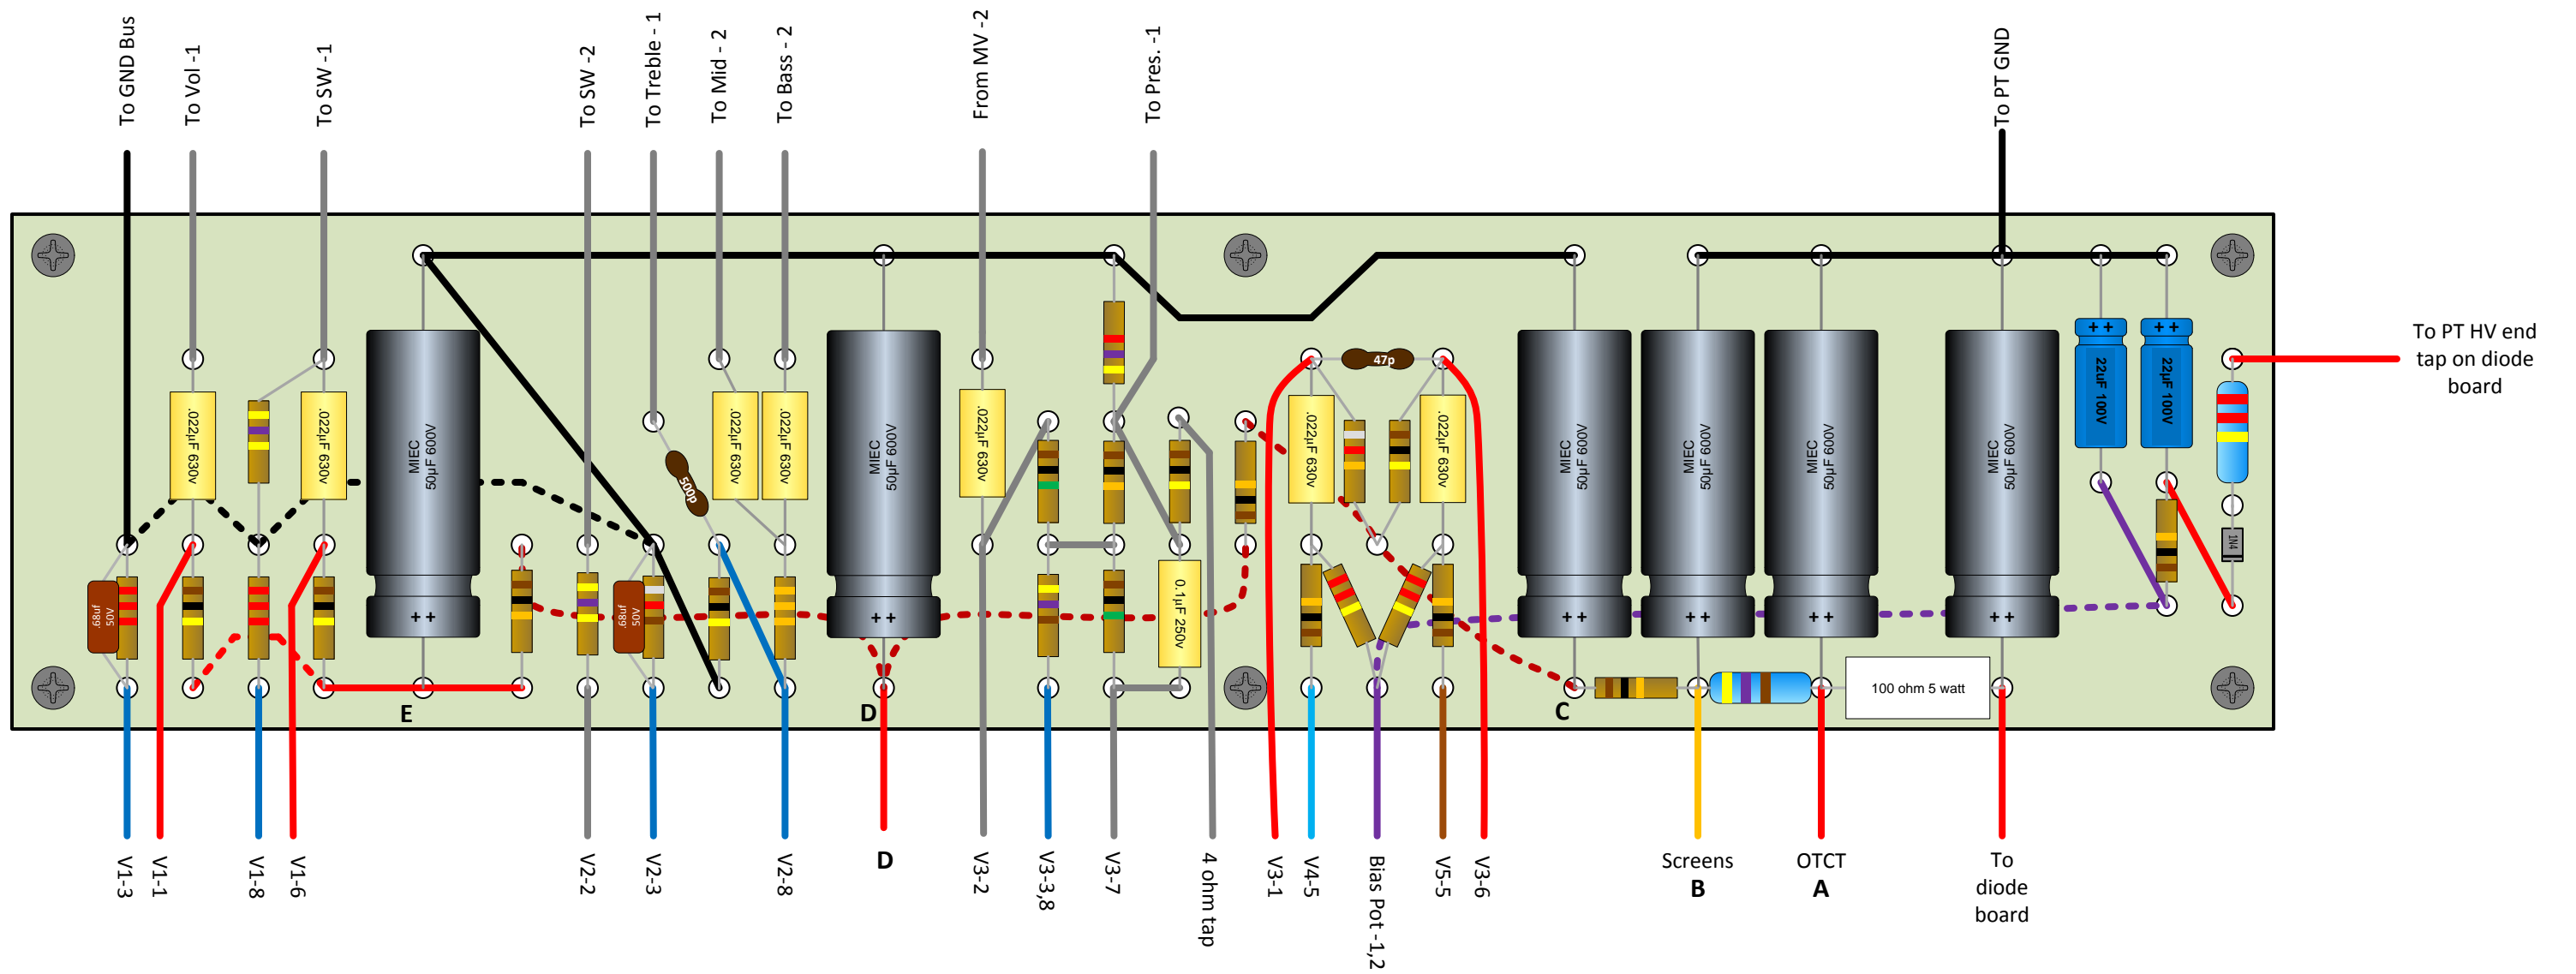 To GND Bus
To Vol -1
To SW -1
To SW -2
To Treble - 1
To Mid - 2
To Bass - 2
From MV -2
To Pres. -1
To PT GND
To PT HV end
tap on diode
board
.022µF 630v
.022µF 630v
MIEC
50µF 600V
++
500p
.022µF 630v
.022µF 630v
MIEC
50µF 600V
++
.022µF 630v
47p
.022µF 630v
.022µF 630v
MIEC
50µF 600V
++
MIEC
50µF 600V
++
MIEC
50µF 600V
++
MIEC
50µF 600V
++
++
22uF 100V
++
22µF 100V
1N4
.68uf
50V
.68uf
50V
0.1µF 250v
100 ohm 5 watt
E
D
C
V1-3
V1-1
V1-8
V1-6
V2-2
V2-3
V2-8
D
V3-2
V3-3,8
V3-7
4 ohm tap
V3-1
V4-5
Bias Pot -1,2
V5-5
V3-6
Screens
B
OTCT
A
To
diode
board